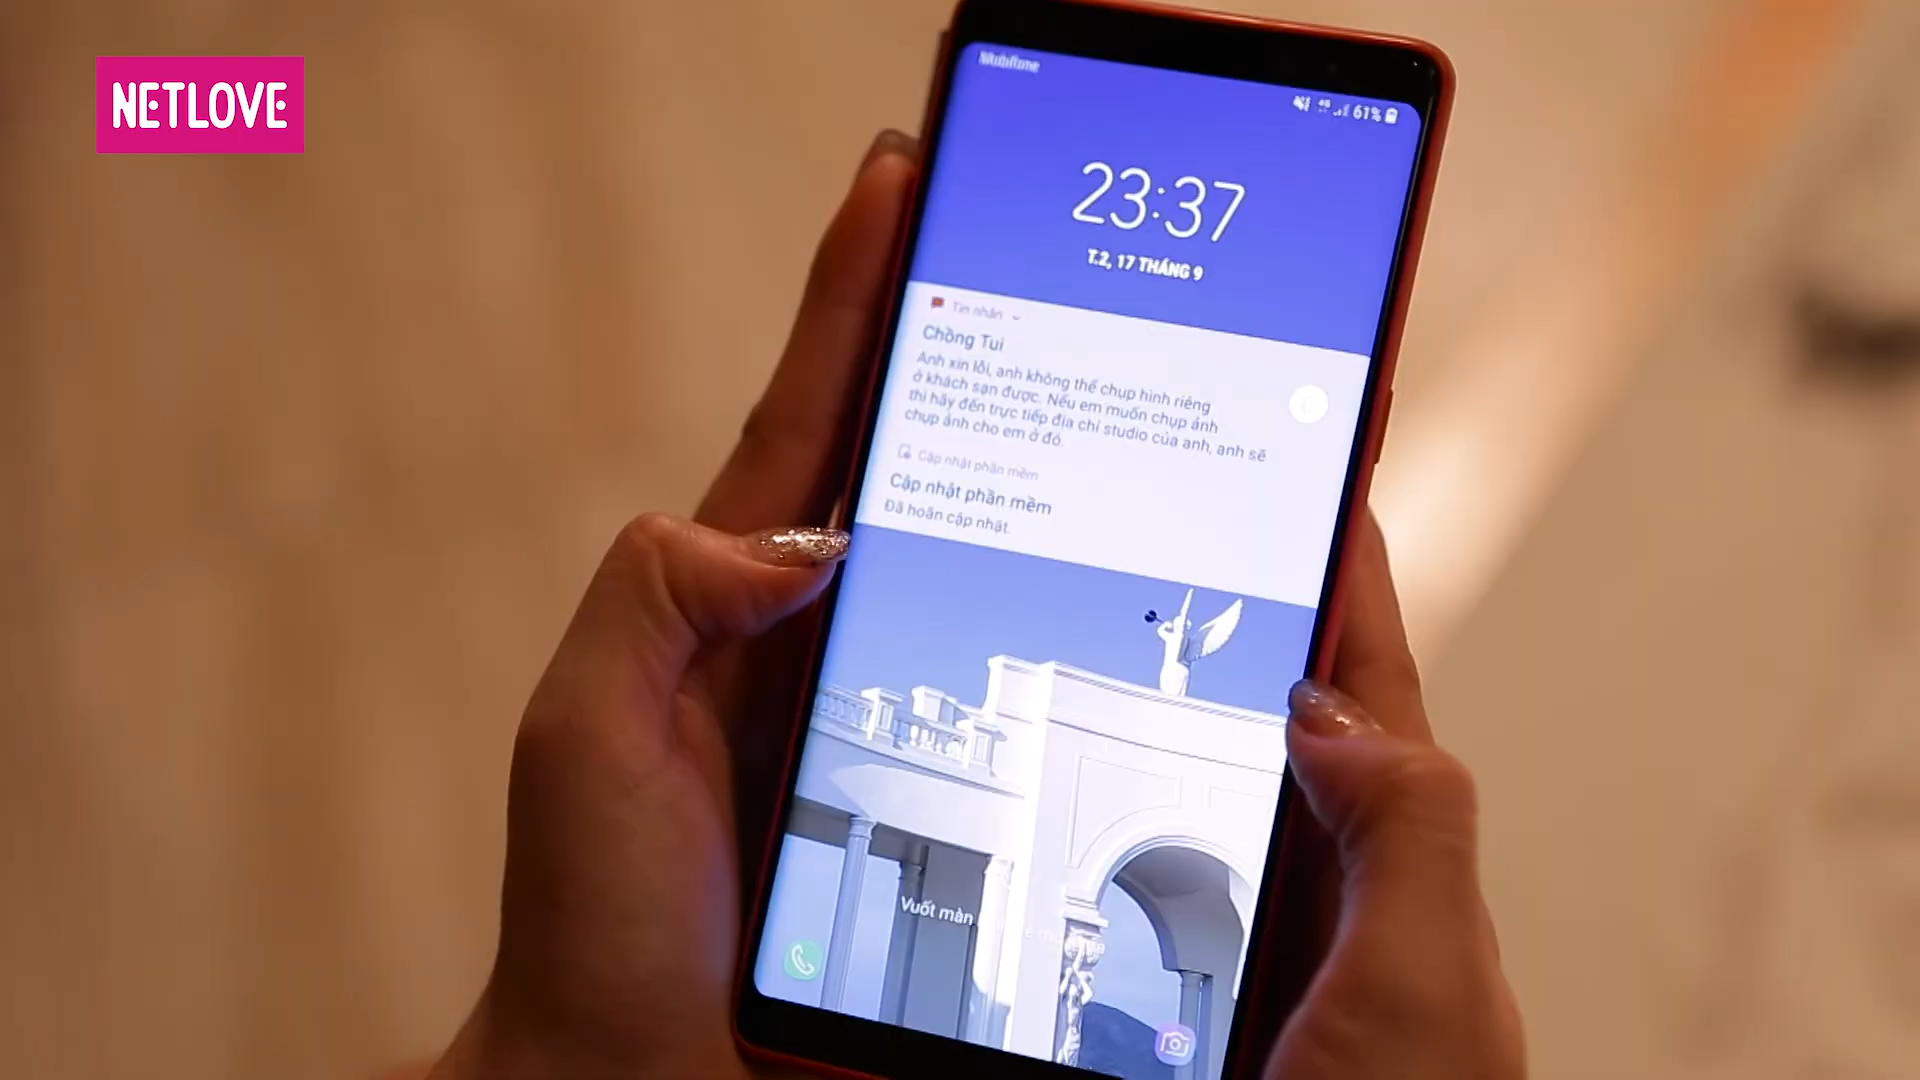 NETLOVE
Mobifone
4G 61%
23:37
T.2, 17 THÁNG 9
Tin nhắn
Chồng Tui
Anh xin lỗi, anh không thể chụp hình riêng
ở khách sạn được. Nếu em muốn chụp ảnh
thì hãy đến trực tiếp địa chỉ studio của anh, anh sẽ
chụp ảnh cho em ở đó.
Cập nhật phần mềm
Cập nhật phần mềm
Đã hoãn cập nhật.
Vuốt màn